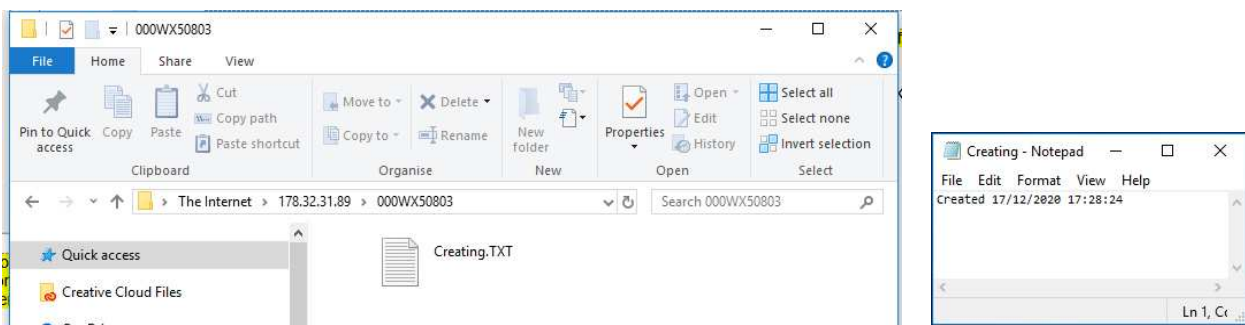 000WX50803
File Home Share View
Pin to Quick access
Copy
Paste
Cut
Copy path
Paste shortcut
Clipboard
Move to
Copy to
Delete
Rename
Organise
New folder
New
Properties
Open
Edit
History
Open
Select all
Select none
Invert selection
Select
The Internet > 178.32.31.89 > 000WX50803
Search 000WX50803
Quick access
Creative Cloud Files
Creating.TXT
Creating - Notepad
File Edit Format View Help
Created 17/12/2020 17:28:24
Ln 1, Cc